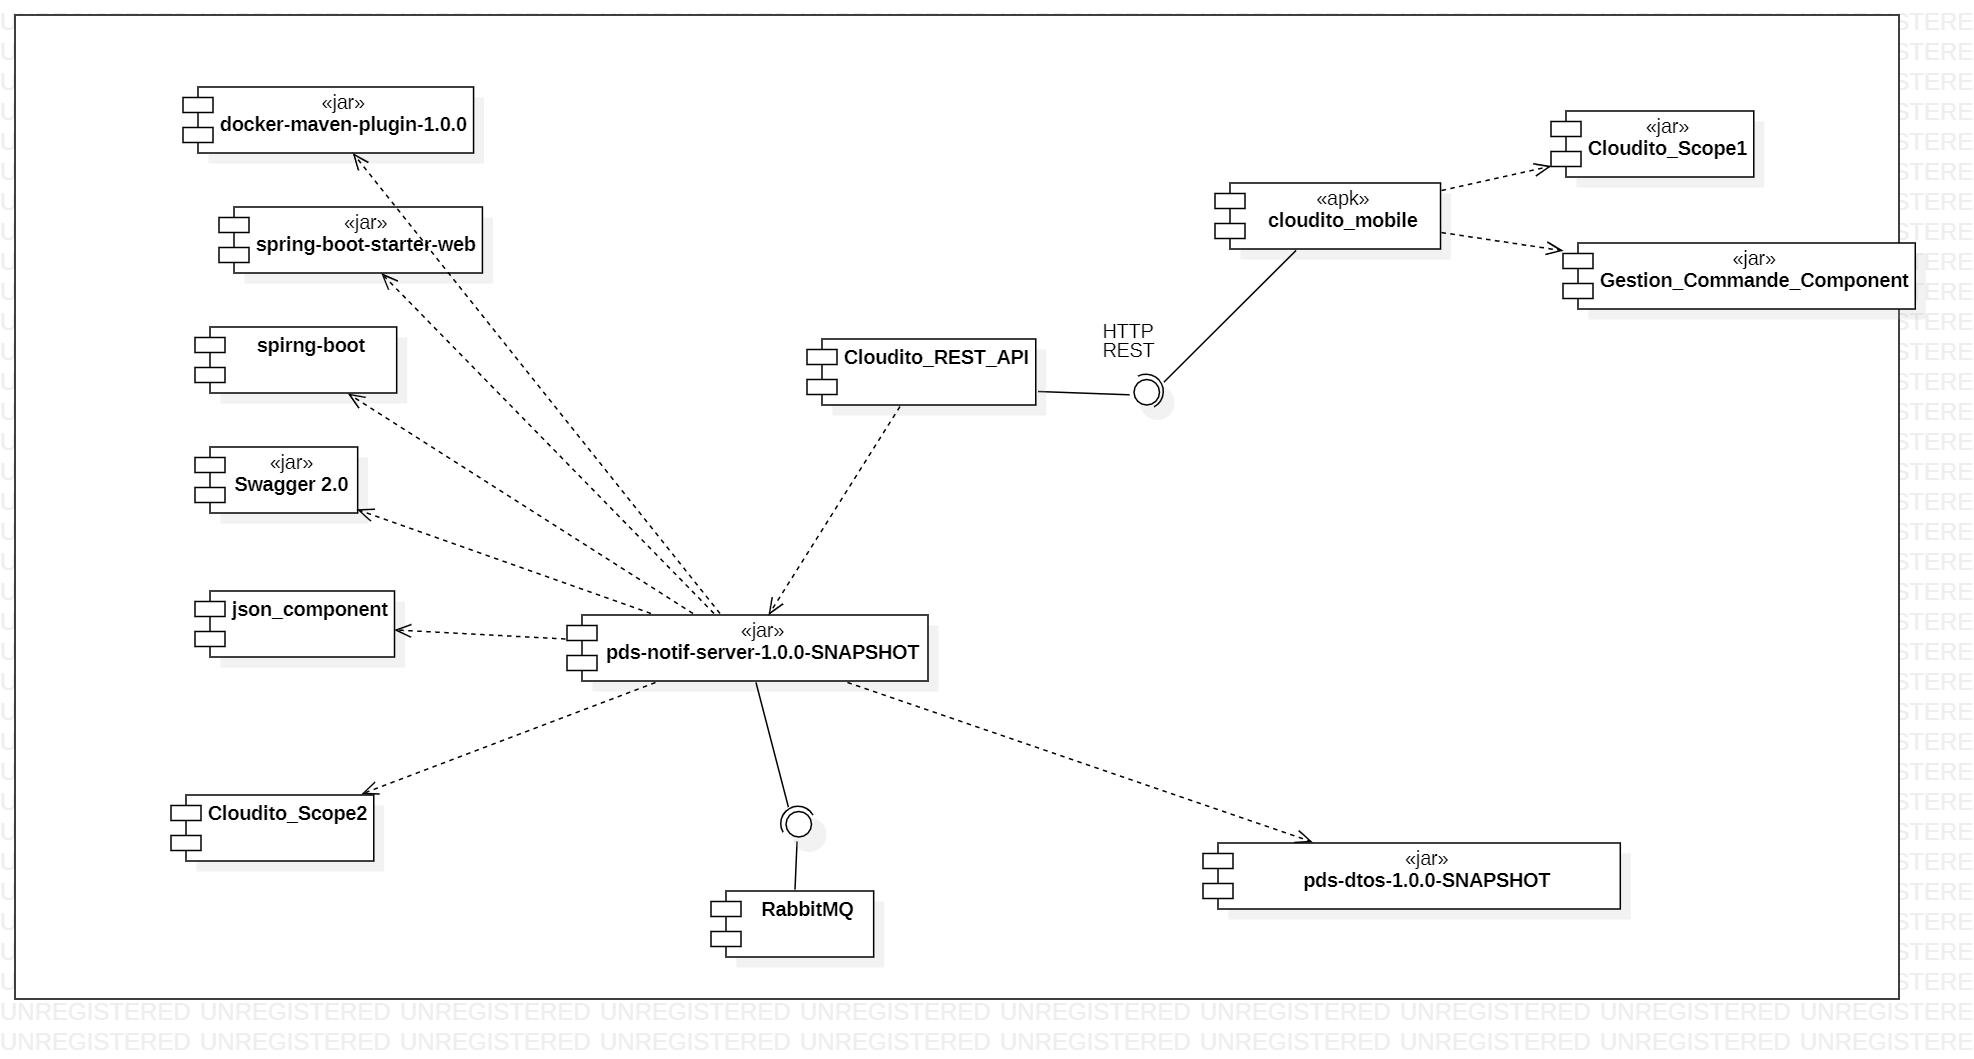 «jar»
docker-maven-plugin-1.0.0
«jar»
spring-boot-starter-web
spirng-boot
«jar»
Swagger 2.0
json_component
Cloudito_REST_API
HTTP
REST
«apk»
cloudito_mobile
«jar»
Cloudito_Scope1
«jar»
Gestion_Commande_Component
«jar»
pds-notif-server-1.0.0-SNAPSHOT
Cloudito_Scope2
RabbitMQ
«jar»
pds-dtos-1.0.0-SNAPSHOT
UNREGISTERED UNREGISTERED UNREGISTERED UNREGISTERED UNREGISTERED UNREGISTERED UNREGISTERED UNREGISTERED UNREGISTERED UNREGISTERE
UNREGISTERED UNREGISTERED UNREGISTERED UNREGISTERED UNREGISTERED UNREGISTERED UNREGISTERED UNREGISTERED UNREGISTERED UNREGISTERE